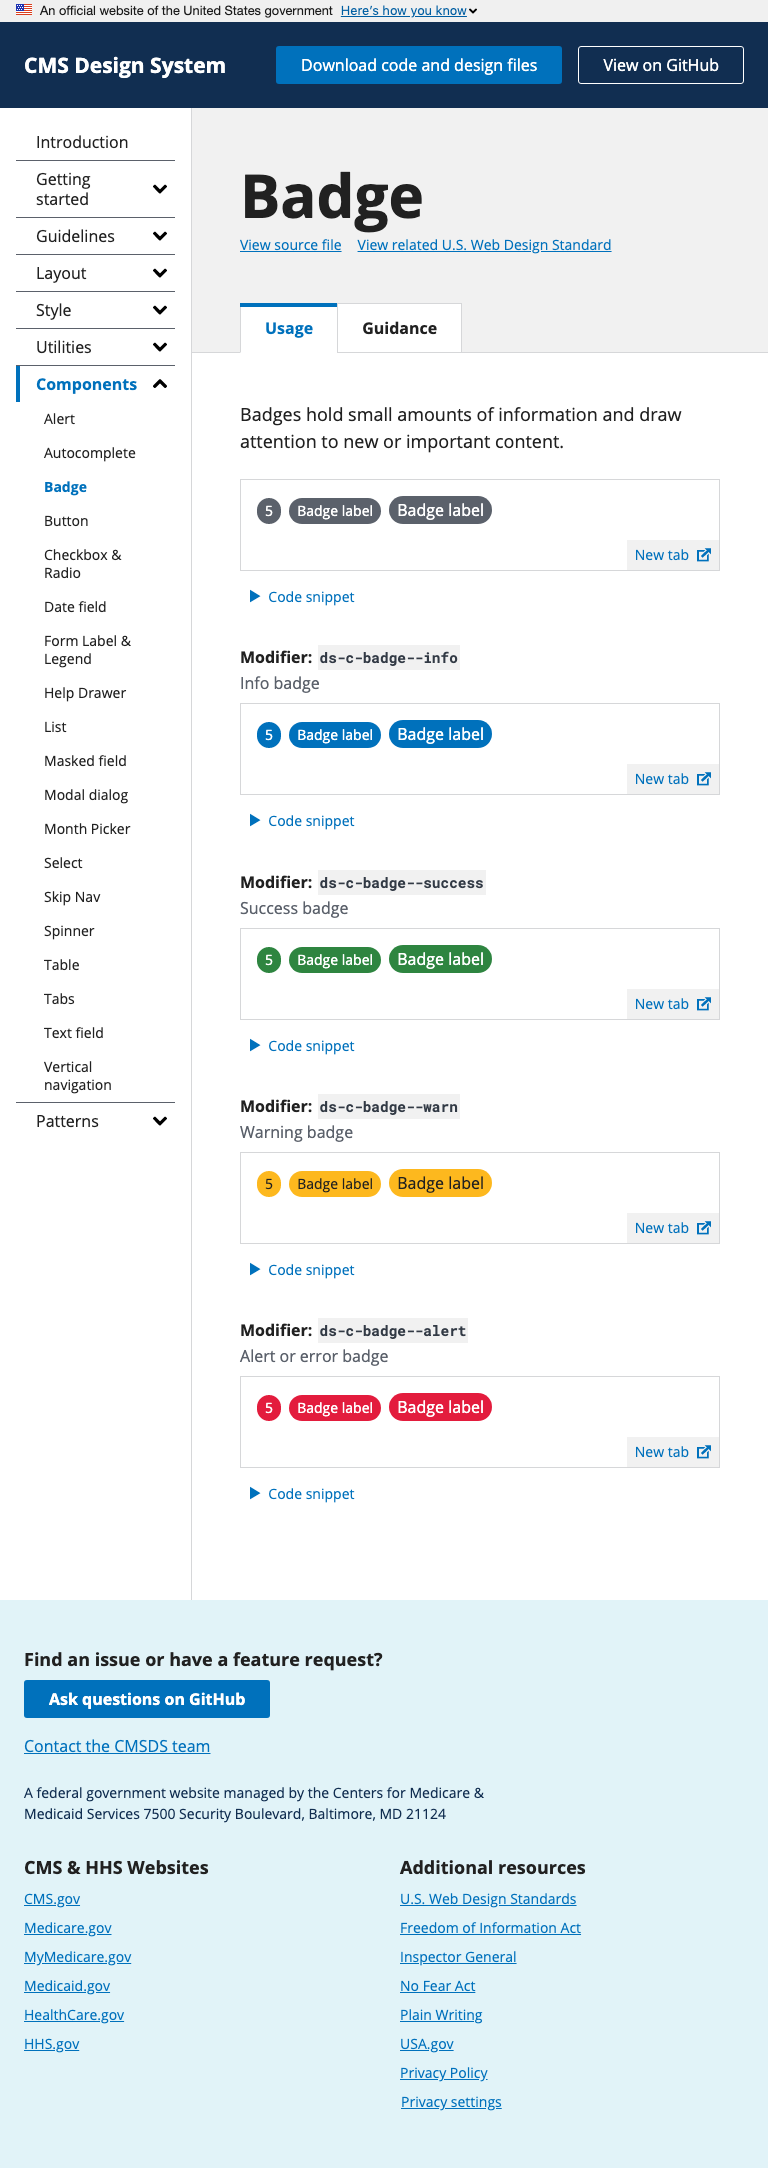 An official website of the United States government Here's how you know
CMS Design System
Download code and design files
View on GitHub
Introduction
Getting
started
Guidelines
Layout
Style
Utilities
Components
Alert
Autocomplete
Badge
Button
Checkbox &
Radio
Date field
Form Label &
Legend
Help Drawer
List
Masked field
Modal dialog
Month Picker
Select
Skip Nav
Spinner
Table
Tabs
Text field
Vertical
navigation
Patterns
Badge
View source file View related U.S. Web Design Standard
Usage Guidance
Badges hold small amounts of information and draw
attention to new or important content.
5 Badge label Badge label
New tab
Code snippet
Modifier: ds-c-badge--info
Info badge
5 Badge label Badge label
New tab
Code snippet
Modifier: ds-c-badge--success
Success badge
5 Badge label Badge label
New tab
Code snippet
Modifier: ds-c-badge--warn
Warning badge
5 Badge label Badge label
New tab
Code snippet
Modifier: ds-c-badge--alert
Alert or error badge
5 Badge label Badge label
New tab
Code snippet
Find an issue or have a feature request?
Ask questions on GitHub
Contact the CMSDS team
A federal government website managed by the Centers for Medicare &
Medicaid Services 7500 Security Boulevard, Baltimore, MD 21124
CMS & HHS Websites
CMS.gov
Medicare.gov
MyMedicare.gov
Medicaid.gov
HealthCare.gov
HHS.gov
Additional resources
U.S. Web Design Standards
Freedom of Information Act
Inspector General
No Fear Act
Plain Writing
USA.gov
Privacy Policy
Privacy settings